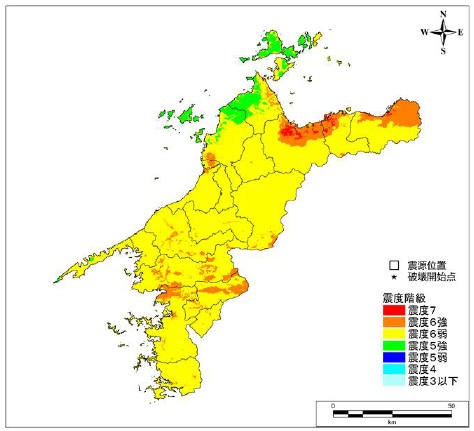 N
W E
S
震源位置
破壊開始点
震度階級
震度7
震度6強
震度6弱
震度5強
震度5弱
震度4
震度3以下
0 50
km